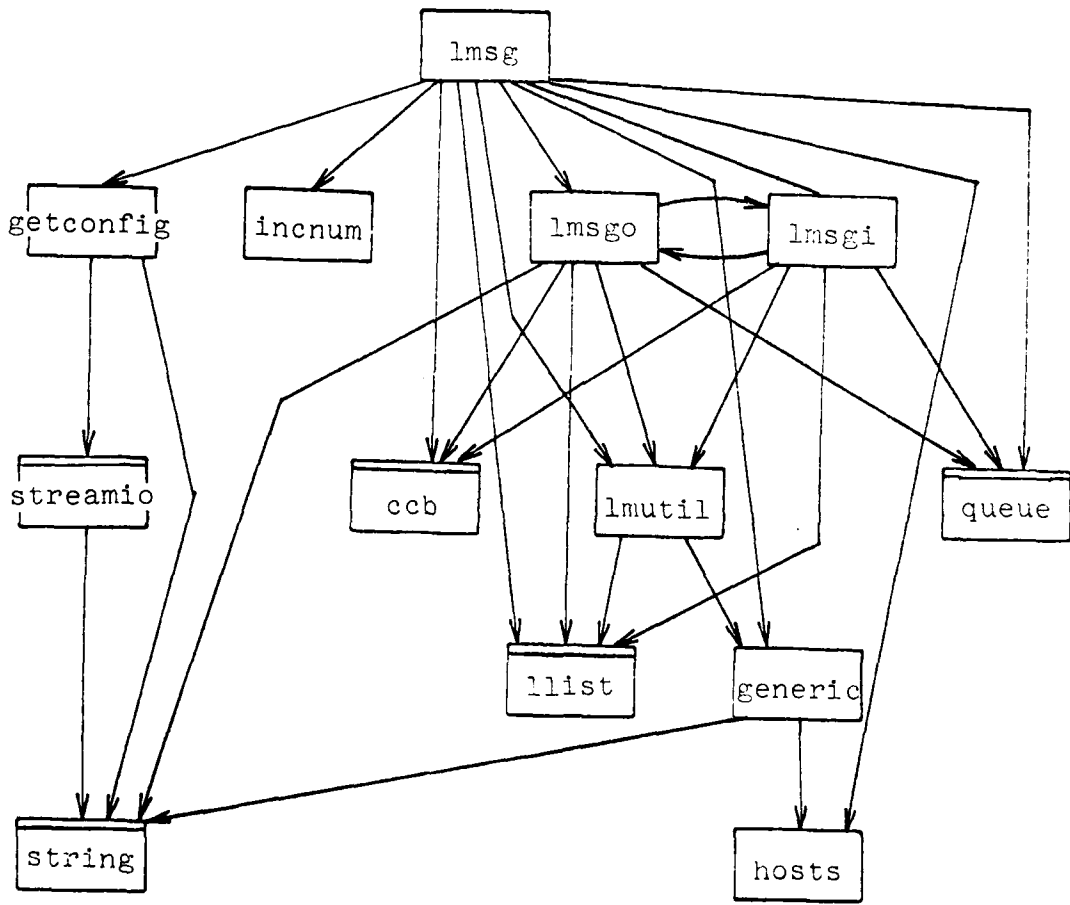 lmsg
getconfig
incnum
lmsgo
lmsgi
streamio
ccb
lmutil
queue
llist
generic
string
hosts